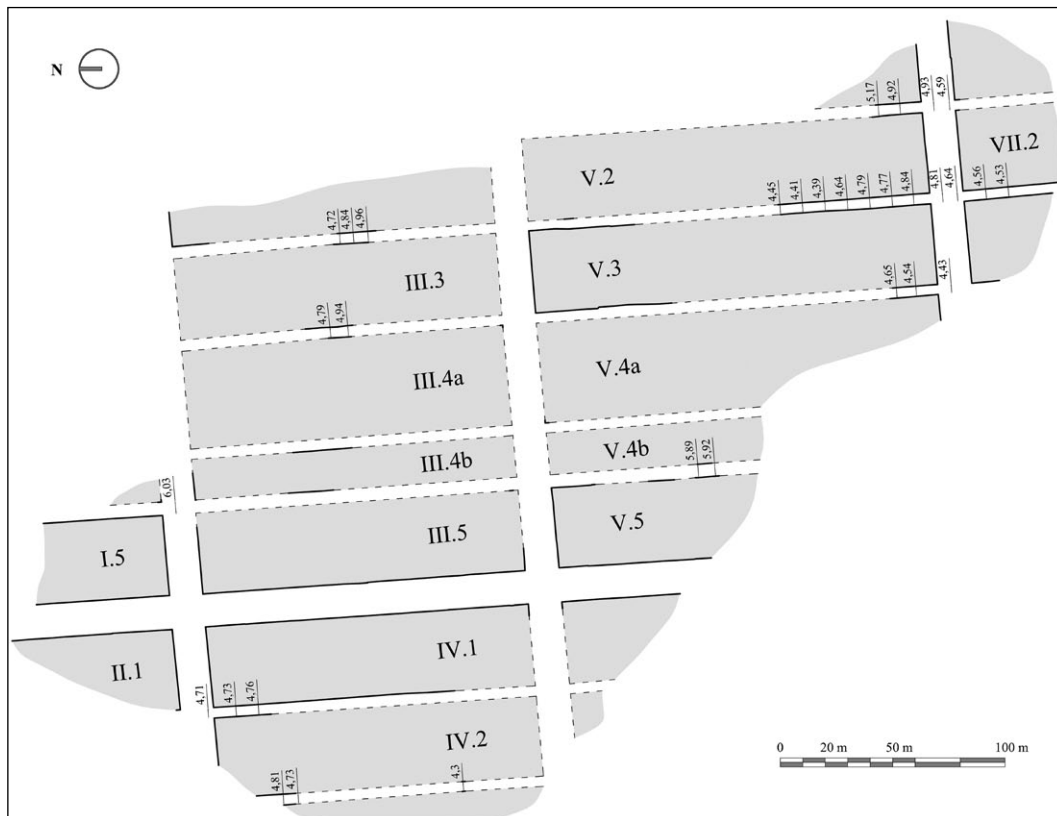 N
5,17 4,92 4,93 4,59
V.2
VII.2
4,45 4,41 4,39 4,64 4,79 4,77 4,84 4,81 4,64 4,56 4,53
4,72 4,84 4,96
III.3
V.3
4,65 4,54 4,43
4,79 4,94
III.4a
V.4a
III.4b
V.4b
5,89 5,92
6,03
I.5
III.5
V.5
II.1
IV.1
4,71 4,73 4,76
IV.2
4,81 4,73 4,3
0 20 m 50 m 100 m